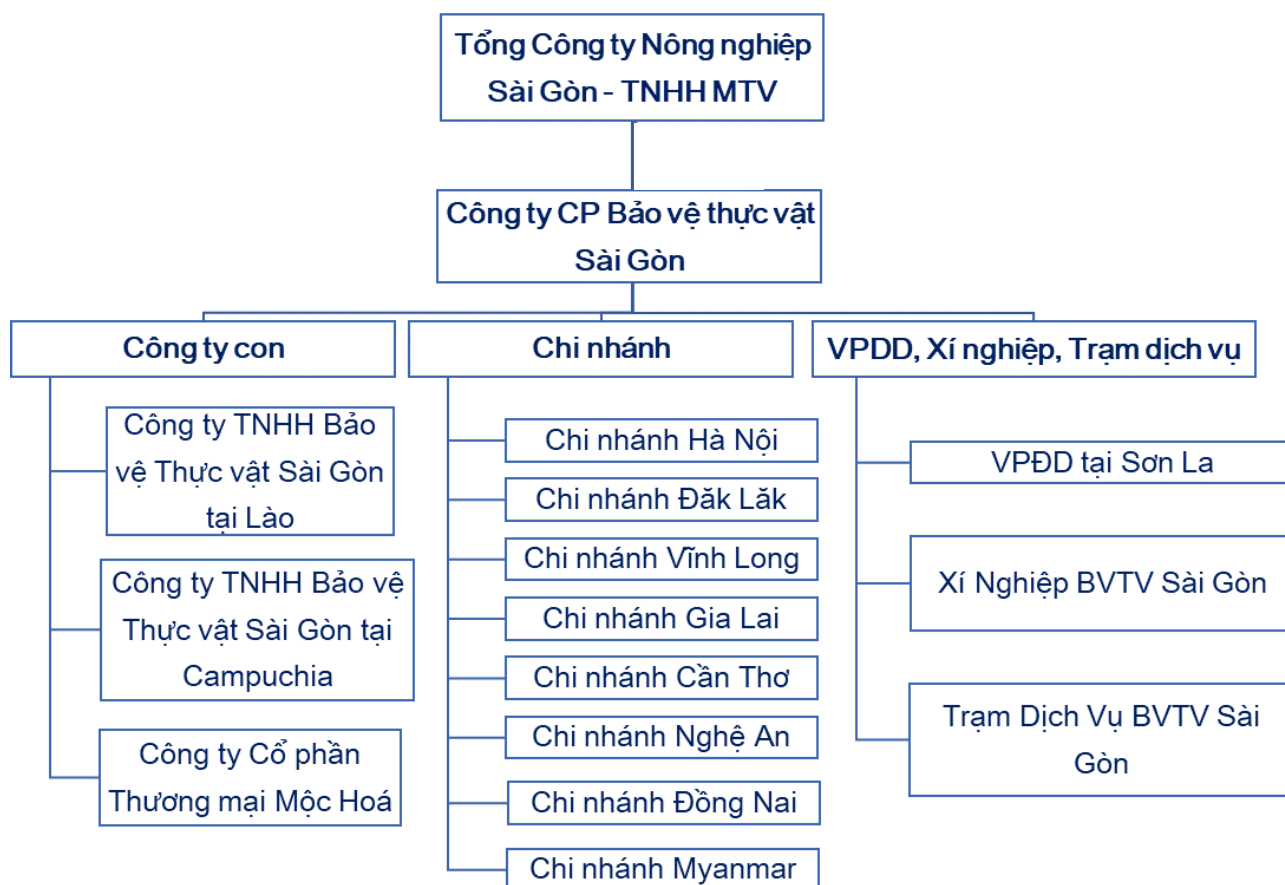 Tổng Công ty Nông nghiệp
Sài Gòn - TNHH MTV
Công ty CP Bảo vệ thực vật
Sài Gòn
Công ty con
Công ty TNHH Bảo
vệ Thực vật Sài Gòn
tại Lào
Công ty TNHH Bảo vệ
Thực vật Sài Gòn tại
Campuchia
Công ty Cổ phần
Thương mại Mộc Hoá
Chi nhánh
Chi nhánh Hà Nội
Chi nhánh Đăk Lăk
Chi nhánh Vĩnh Long
Chi nhánh Gia Lai
Chi nhánh Cần Thơ
Chi nhánh Nghệ An
Chi nhánh Đồng Nai
Chi nhánh Myanmar
VPDD, Xí nghiệp, Trạm dịch vụ
VPĐD tại Sơn La
Xí Nghiệp BVTV Sài Gòn
Trạm Dịch Vụ BVTV Sài
Gòn